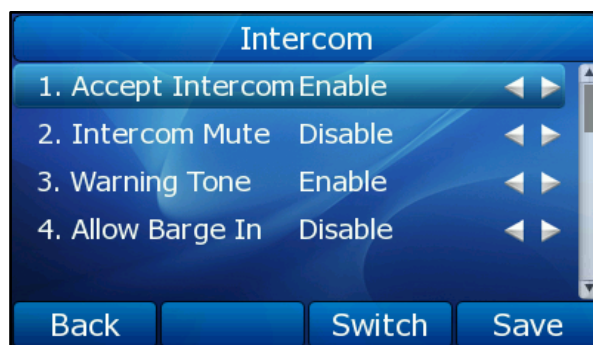 Intercom
1. Accept Intercom Enable
2. Intercom Mute Disable
3. Warning Tone Enable
4. Allow Barge In Disable
Back Switch Save